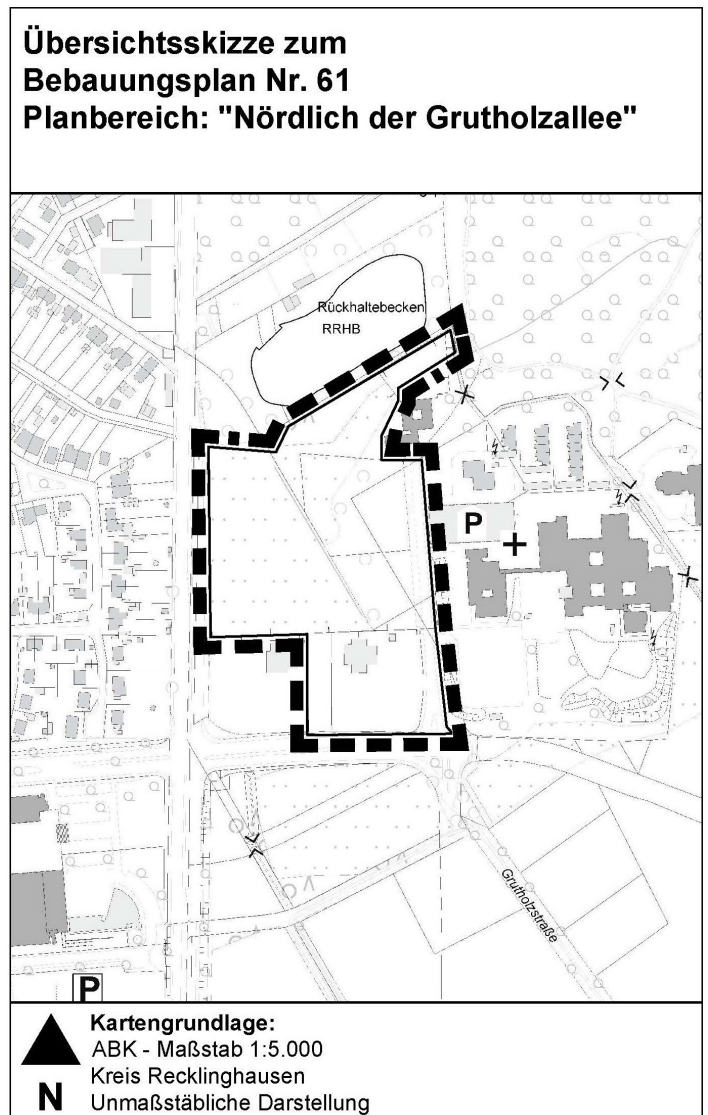 Übersichtsskizze zum
Bebauungsplan Nr. 61
Planbereich: "Nördlich der Grutholzallee"
Rückhaltebecken
RRHB
P
Grutholzstraße
P
Kartengrundlage:
ABK - Maßstab 1:5.000
Kreis Recklinghausen
N Unmaßstäbliche Darstellung